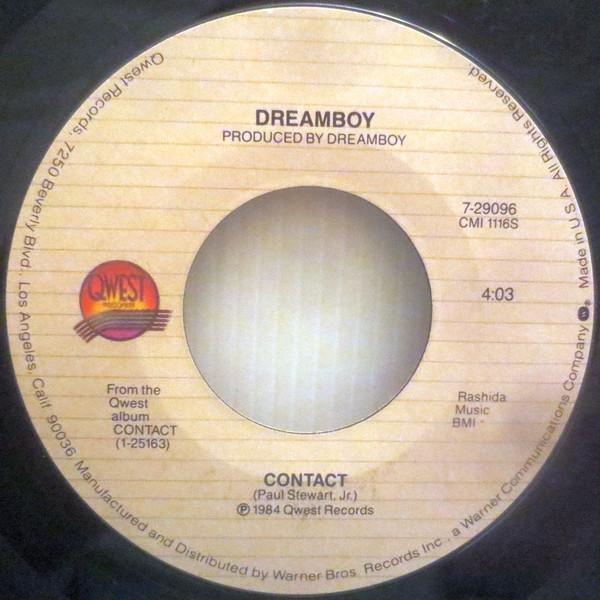 DREAMBOY
PRODUCED BY DREAMBOY
7-29096
CMI 1116S
4:03
QWEST
RECORDS
From the
Qwest
album
CONTACT
(1-25163)
Rashida
Music
BMI
CONTACT
(Paul Stewart, Jr.)
Ⓟ 1984 Qwest Records
Qwest Records, 7250 Beverly Blvd., Los Angeles, Calif. 90036 Manufactured and Distributed by Warner Bros. Records Inc., a Warner Communications Company Made in U.S.A. All Rights Reserved